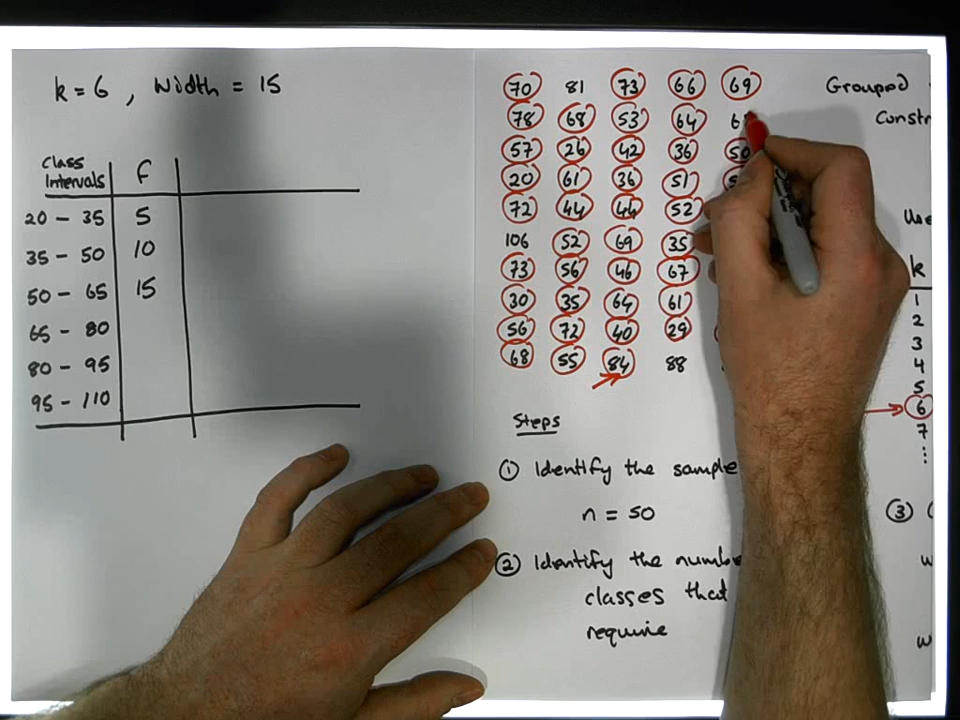 k = 6 , Width = 15
Class Intervals f
20 - 35 5
35 - 50 10
50 - 65 15
65 - 80
80 - 95
95 - 110
70 81 73 66 69
78 68 53 64
57 26 42 36 50
20 61 36 51
72 44 44 52
106 52 69 35
73 56 46 67
30 35 64 61
56 72 40 29
68 55 84 88
Steps
① Identify the sample
n = 50
② Identify the
classes that
require
Grouped
Use
k
1
2
3
4
5
6
7
...
③